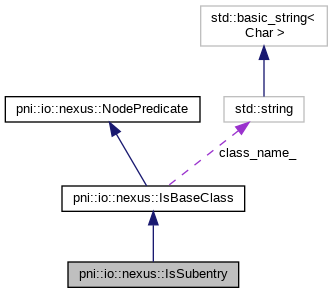 std::basic_string<
Char >
pni::io::nexus::NodePredicate
std::string
class_name_
pni::io::nexus::IsBaseClass
pni::io::nexus::IsSubentry